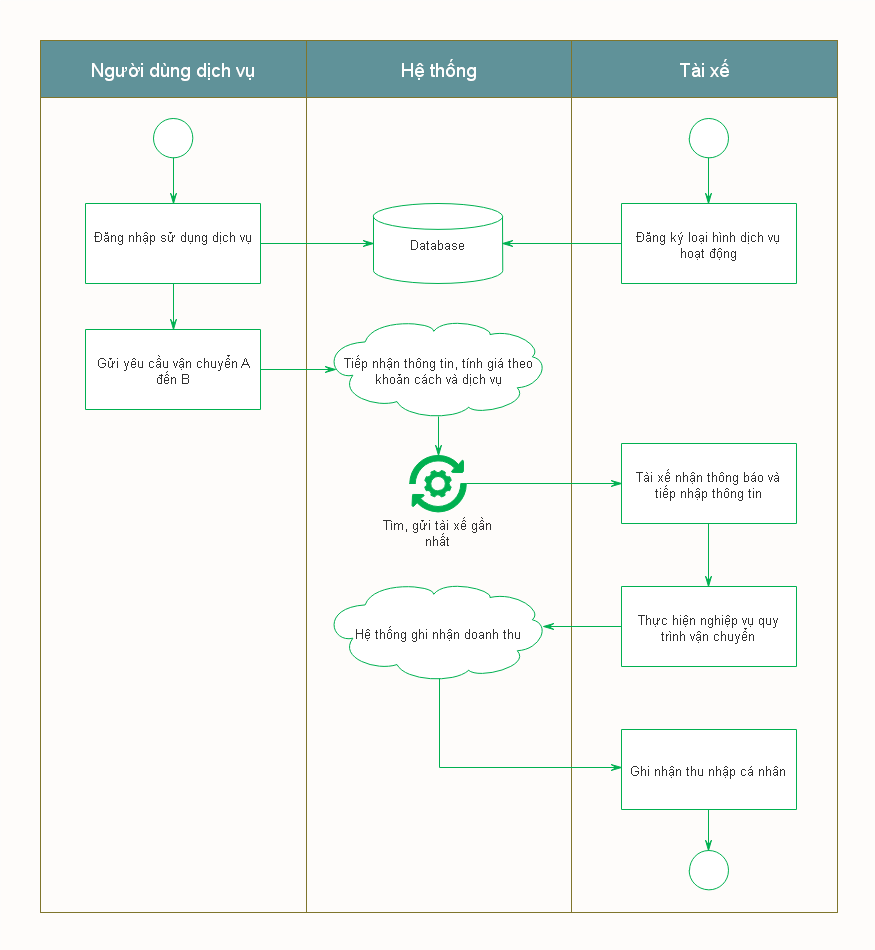 Người dùng dịch vụ
Hệ thống
Tài xế
Đăng nhập sử dụng dịch vụ
Database
Đăng ký loại hình dịch vụ
hoạt động
Gửi yêu cầu vận chuyển A
đến B
Tiếp nhận thông tin, tính giá theo
khoản cách và dịch vụ
Tài xế nhận thông báo và
tiếp nhập thông tin
Tìm, gửi tài xế gần
nhất
Hệ thống ghi nhận doanh thu
Thực hiện nghiệp vụ quy
trình vận chuyển
Ghi nhận thu nhập cá nhân